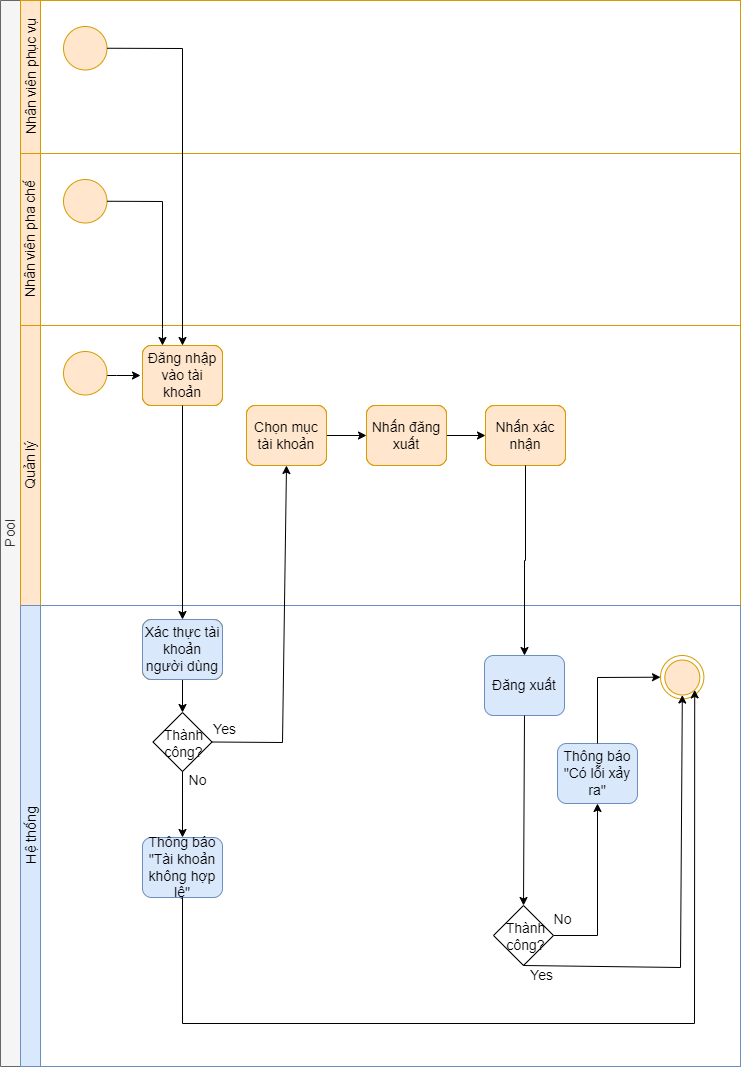 Pool
Nhân viên phục vụ
Nhân viên pha chế
Quản lý
Đăng nhập
vào tài
khoản
Chọn mục
tài khoản
Nhấn đăng
xuất
Nhấn xác
nhận
Hệ thống
Xác thực tài
khoản
người dùng
Thành
công?
Yes
No
Thông báo
"Tài khoản
không hợp
lệ"
Đăng xuất
Thành
công?
No
Yes
Thông báo
"Có lỗi xảy
ra"